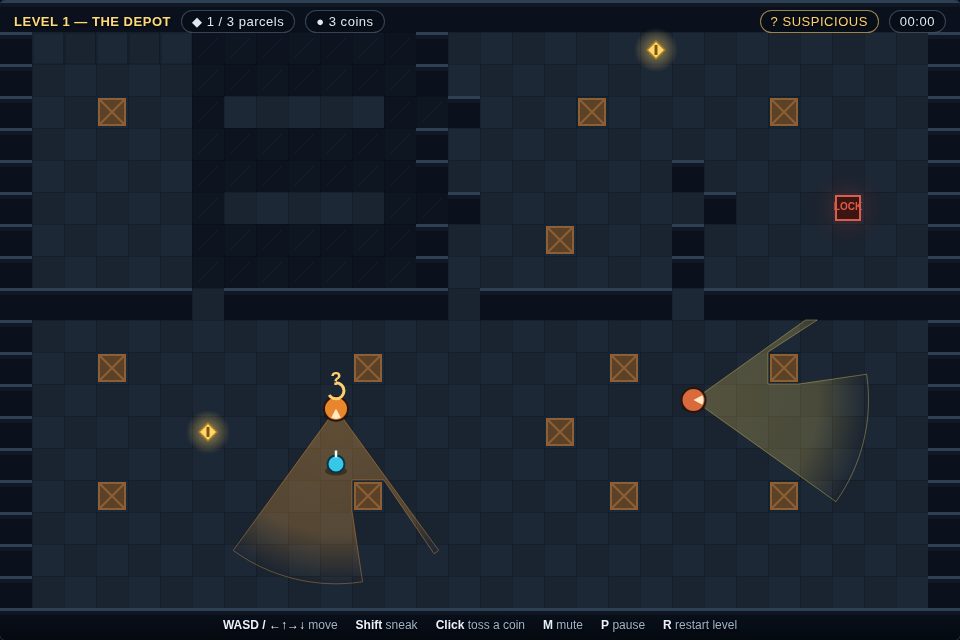 LEVEL 1 — THE DEPOT ◆ 1 / 3 parcels ● 3 coins ? SUSPICIOUS 00:00
LOCK
?
WASD / ←↑→↓ move Shift sneak Click toss a coin M mute P pause R restart level